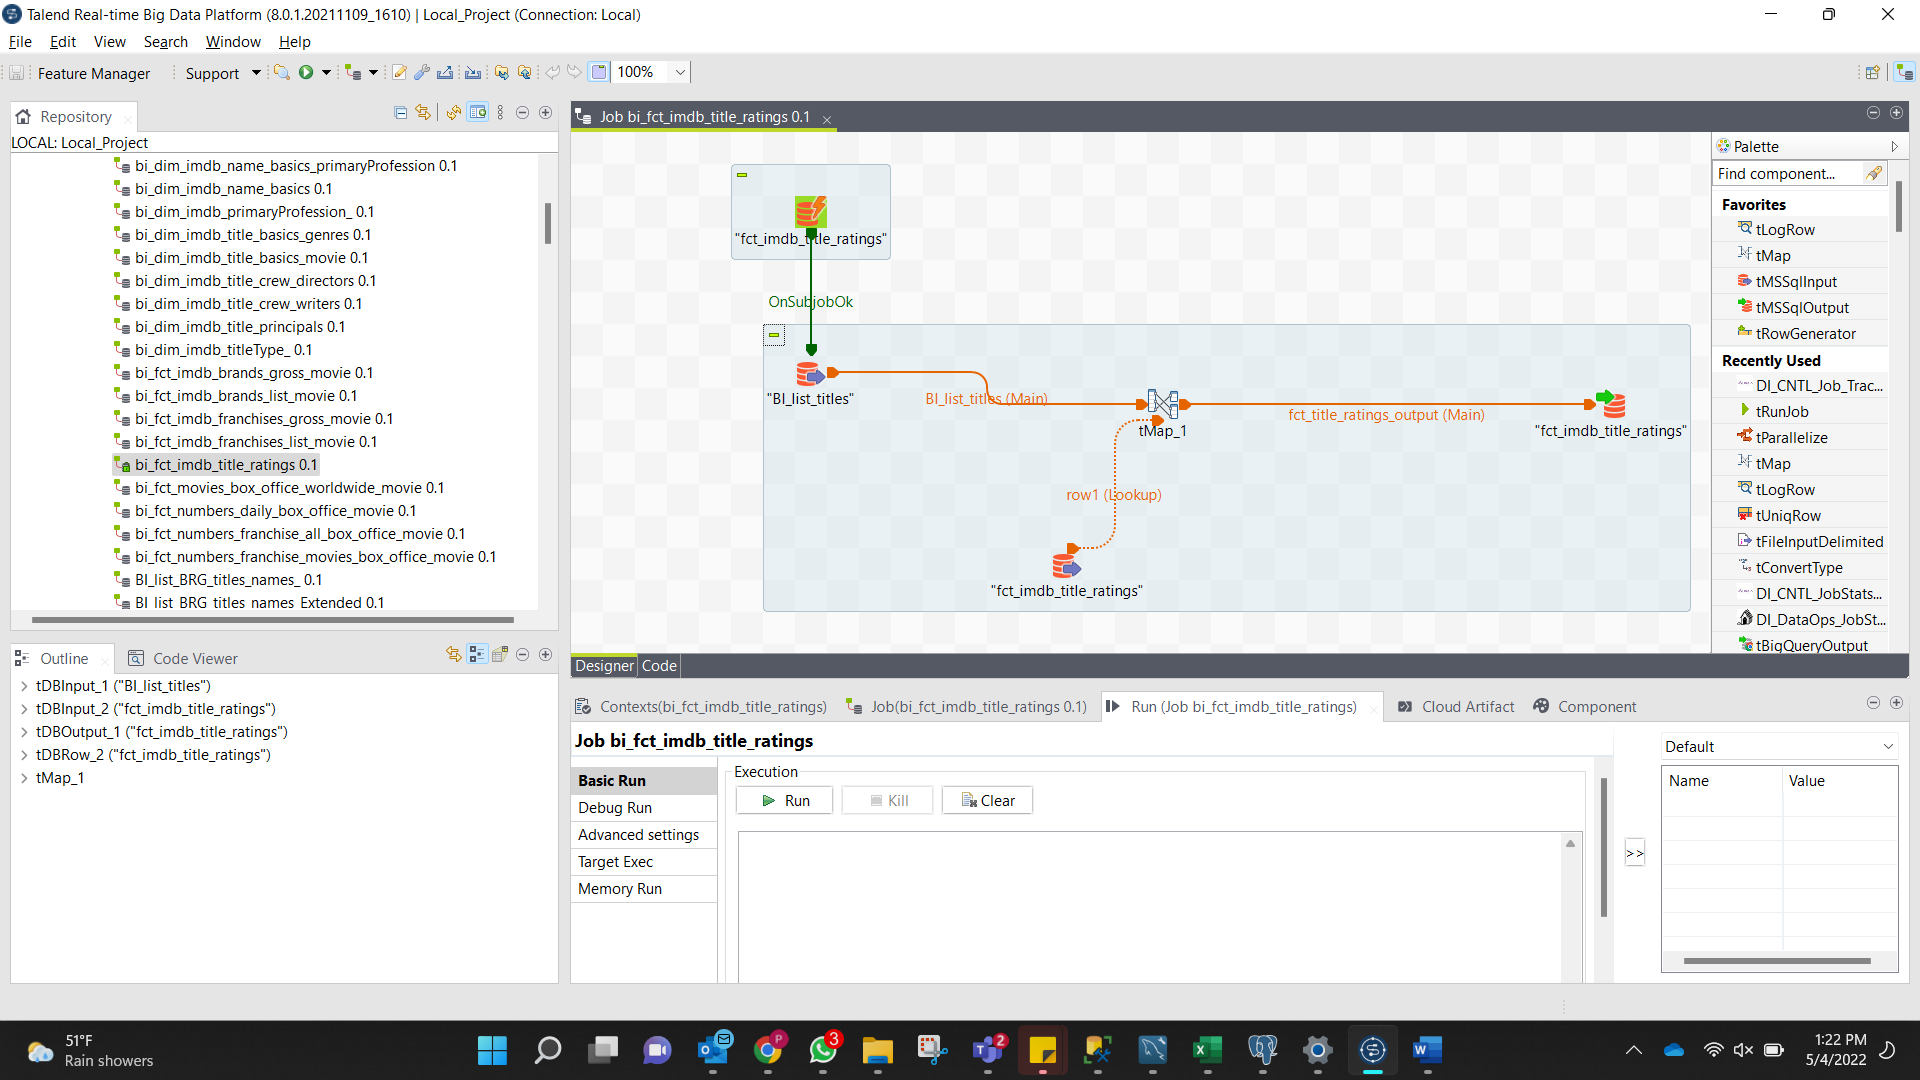 Talend Real-time Big Data Platform (8.0.1.20211109_1610) | Local_Project (Connection: Local)
File Edit View Search Window Help
Feature Manager Support 100%
Repository
LOCAL: Local_Project
bi_dim_imdb_name_basics_primaryProfession 0.1
bi_dim_imdb_name_basics 0.1
bi_dim_imdb_primaryProfession_ 0.1
bi_dim_imdb_title_basics_genres 0.1
bi_dim_imdb_title_basics_movie 0.1
bi_dim_imdb_title_crew_directors 0.1
bi_dim_imdb_title_crew_writers 0.1
bi_dim_imdb_title_principals 0.1
bi_dim_imdb_titleType_ 0.1
bi_fct_imdb_brands_gross_movie 0.1
bi_fct_imdb_brands_list_movie 0.1
bi_fct_imdb_franchises_gross_movie 0.1
bi_fct_imdb_franchises_list_movie 0.1
bi_fct_imdb_title_ratings 0.1
bi_fct_movies_box_office_worldwide_movie 0.1
bi_fct_numbers_daily_box_office_movie 0.1
bi_fct_numbers_franchise_all_box_office_movie 0.1
bi_fct_numbers_franchise_movies_box_office_movie 0.1
BI_list_BRG_titles_names_ 0.1
BI_list_BRG_titles_names_Extended 0.1
Outline Code Viewer
tDBInput_1 ("BI_list_titles")
tDBInput_2 ("fct_imdb_title_ratings")
tDBOutput_1 ("fct_imdb_title_ratings")
tDBRow_2 ("fct_imdb_title_ratings")
tMap_1
Job bi_fct_imdb_title_ratings 0.1
"fct_imdb_title_ratings"
OnSubjobOk
"BI_list_titles"
BI_list_titles (Main)
tMap_1
fct_title_ratings_output (Main)
"fct_imdb_title_ratings"
row1 (Lookup)
"fct_imdb_title_ratings"
Designer Code
Palette
Find component...
Favorites
tLogRow
tMap
tMSSqlInput
tMSSqlOutput
tRowGenerator
Recently Used
DI_CNTL_Job_Trac...
tRunJob
tParallelize
tMap
tLogRow
tUniqRow
tFileInputDelimited
tConvertType
DI_CNTL_JobStats...
DI_DataOps_JobSt...
tBigQueryOutput
Contexts(bi_fct_imdb_title_ratings) Job(bi_fct_imdb_title_ratings 0.1) Run (Job bi_fct_imdb_title_ratings) Cloud Artifact Component
Job bi_fct_imdb_title_ratings
Basic Run
Debug Run
Advanced settings
Target Exec
Memory Run
Execution
Run Kill Clear
>>
Default
Name Value
51°F
Rain showers
P
3
2
1:22 PM
5/4/2022